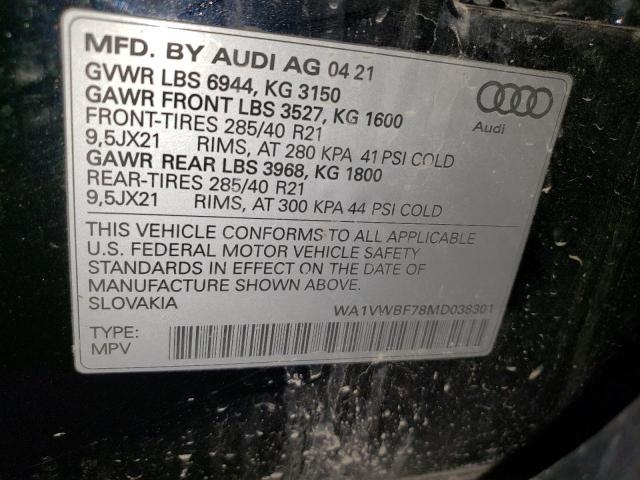 MFD. BY AUDI AG 04 21
GVWR LBS 6944, KG 3150
GAWR FRONT LBS 3527, KG 1600
FRONT-TIRES 285/40 R21
9,5JX21 RIMS, AT 280 KPA 41 PSI COLD
GAWR REAR LBS 3968, KG 1800
REAR-TIRES 285/40 R21
9,5JX21 RIMS, AT 300 KPA 44 PSI COLD
Audi
THIS VEHICLE CONFORMS TO ALL APPLICABLE
U.S. FEDERAL MOTOR VEHICLE SAFETY
STANDARDS IN EFFECT ON THE DATE OF
MANUFACTURE SHOWN ABOVE.
SLOVAKIA WA1VWBF78MD038301
TYPE:
MPV